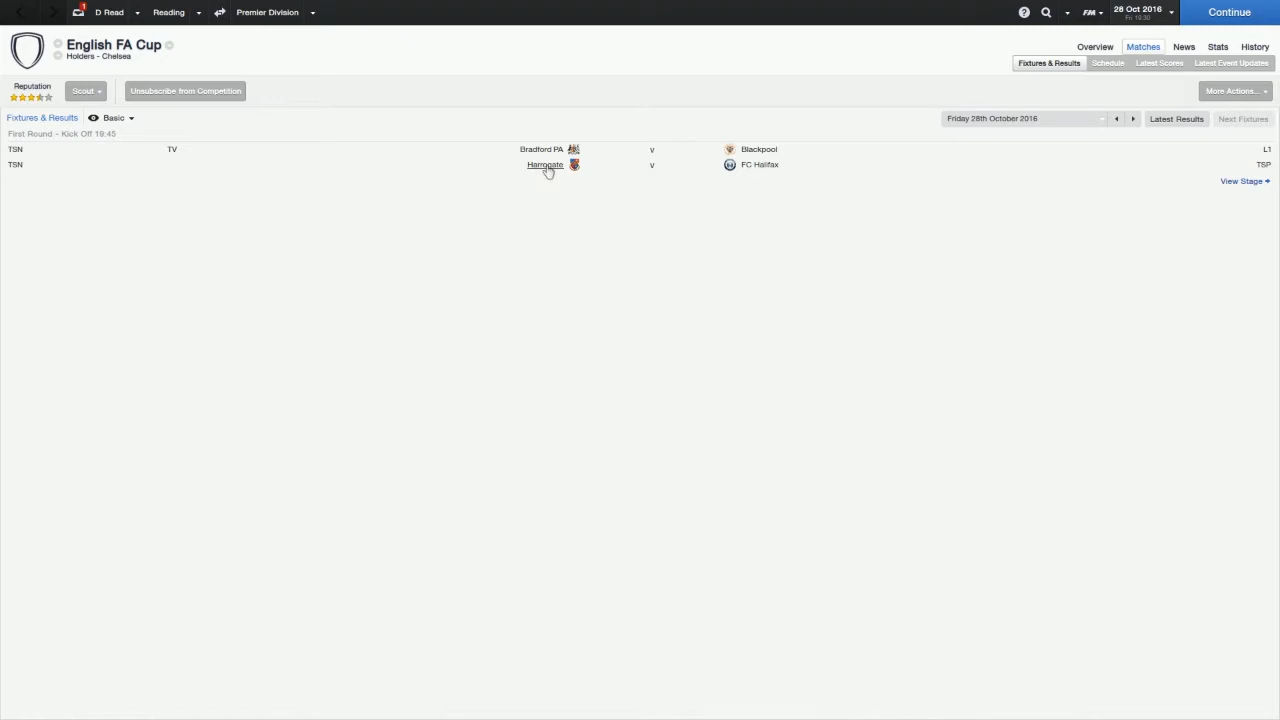 1
D Read Reading Premier Division ? FM 28 Oct 2016 Continue
Fri 19:30
English FA Cup
Holders - Chelsea
Overview Matches News Stats History
Fixtures & Results Schedule Latest Scores Latest Event Updates
Reputation
Scout Unsubscribe from Competition More Actions...
Fixtures & Results Basic Friday 28th October 2016 Latest Results Next Fixtures
First Round - Kick Off 19:45
TSN TV Bradford PA v Blackpool L1
TSN Harrogate v FC Halifax TSP
View Stage